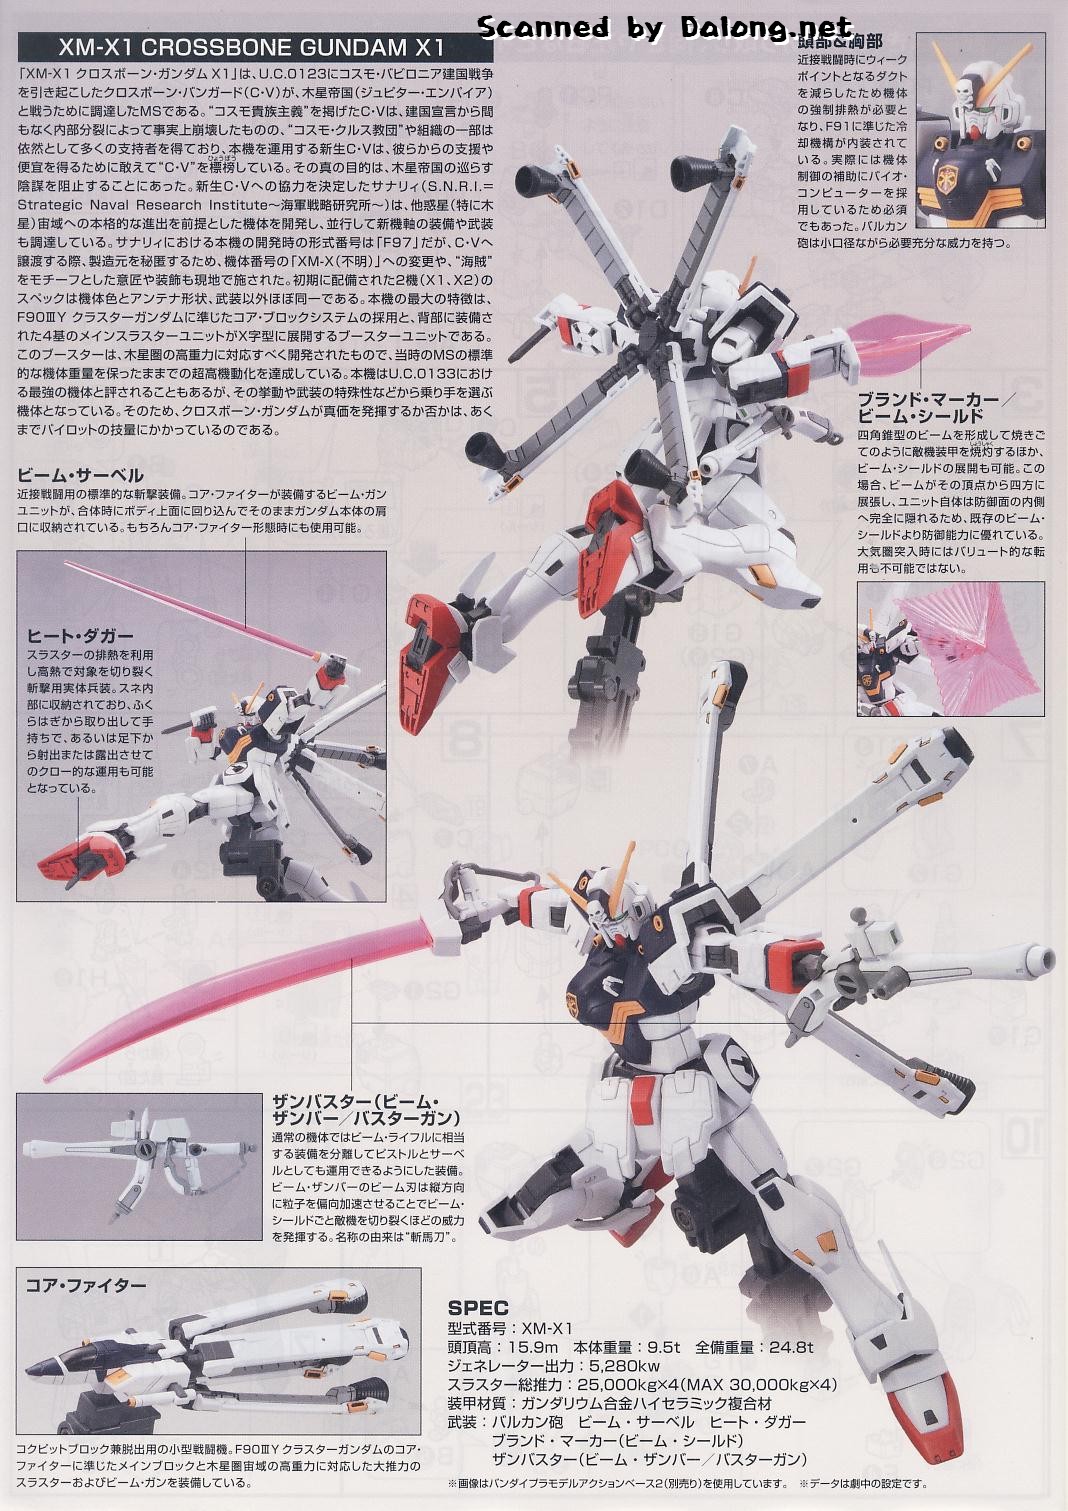 Scanned by Dalong.net
XM-X1 CROSSBONE GUNDAM X1
「XM-X1 クロスボーン・ガンダム X1」は、U.C.0123にコスモ・バビロニア建国戦争
を引き起こしたクロスボーン・バンガード(C・V)が、木星帝国(ジュピター・エンパイア)
と戦うために調達したMSである。“コスモ貴族主義”を掲げたC・Vは、建国宣言から間
もなく内部分裂によって事実上崩壊したものの、“コスモ・クルス教団”や組織の一部は
依然として多くの支持者を得ており、本機を運用する新生C・Vは、彼らからの支援や
便宜を得るために敢えて“C・V”を標榜している。その真の目的は、木星帝国の巡らす
ひょうぼう
陰謀を阻止することにあった。新生C・Vへの協力を決定したサナリィ(S.N.R.I.=
Strategic Naval Research Institute〜海軍戦略研究所〜)は、他惑星(特に木
星)宙域への本格的な進出を前提とした機体を開発し、並行して新機軸の装備や武装
も調達している。サナリィにおける本機の開発時の形式番号は「F97」だが、C・Vへ
譲渡する際、製造元を秘匿するため、機体番号の「XM-X(不明)」への変更や、“海賊”
をモチーフとした意匠や装飾も現地で施された。初期に配備された2機(X1、X2)の
スペックは機体色とアンテナ形状、武装以外ほぼ同一である。本機の最大の特徴は、
F90ⅢY クラスターガンダムに準じたコア・ブロックシステムの採用と、背部に装備さ
れた4基のメインスラスターユニットがX字型に展開するブースターユニットである。
このブースターは、木星圏の高重力に対応すべく開発されたもので、当時のMSの標準
的な機体重量を保ったままでの超高機動化を達成している。本機はU.C.0133におけ
る最強の機体と評されることもあるが、その挙動や武装の特殊性などから乗り手を選ぶ
機体となっている。そのため、クロスボーン・ガンダムが真価を発揮するか否かは、あく
までパイロットの技量にかかっているのである。
頭部&胸部
近接戦闘時にウィーク
ポイントとなるダクト
を減らしたため機体
の強制排熱が必要と
なり、F91に準じた冷
却機構が内装されて
いる。実際には機体
制御の補助にバイオ・
コンピューターを採
用しているため必須
でもあった。バルカン
砲は小口径ながら必要充分な威力を持つ。
ブランド・マーカー／
ビーム・シールド
四角錐型のビームを形成して焼きご
てのように敵機装甲を焼灼するほか、
しょうしゃく
ビーム・シールドの展開も可能。この
場合、ビームがその頂点から四方に
展張し、ユニット自体は防御面の内側
へ完全に隠れるため、既存のビーム・
シールドより防御能力に優れている。
大気圏突入時にはバリュート的な転
用も不可能ではない。
ビーム・サーベル
近接戦闘用の標準的な斬撃装備。コア・ファイターが装備するビーム・ガン
ユニットが、合体時にボディ上面に回り込んでそのままガンダム本体の肩
口に収納されている。もちろんコア・ファイター形態時にも使用可能。
ヒート・ダガー
スラスターの排熱を利用
し高熱で対象を切り裂く
斬撃用実体兵装。スネ内
部に収納されており、ふく
らはぎから取り出して手
持ちで、あるいは足下か
ら射出または露出させて
のクロー的な運用も可能
となっている。
ザンバスター(ビーム・
ザンバー／バスターガン)
通常の機体ではビーム・ライフルに相当
する装備を分離してピストルとサーベ
ルとしても運用できるようにした装備。
ビーム・ザンバーのビーム刃は縦方向
に粒子を偏向加速させることでビーム・
シールドごと敵機を切り裂くほどの威力
を発揮する。名称の由来は“斬馬刀”。
コア・ファイター
コクピットブロック兼脱出用の小型戦闘機。F90ⅢY クラスターガンダムのコア・
ファイターに準じたメインブロックと木星圏宙域の高重力に対応した大推力の
スラスターおよびビーム・ガンを装備している。
SPEC
型式番号：XM-X1
頭頂高：15.9m　本体重量：9.5t　全備重量：24.8t
ジェネレーター出力：5,280kw
スラスター総推力：25,000kg×4(MAX 30,000kg×4)
装甲材質：ガンダリウム合金ハイセラミック複合材
武装：バルカン砲　ビーム・サーベル　ヒート・ダガー
ブランド・マーカー(ビーム・シールド)
ザンバスター(ビーム・ザンバー／バスターガン)
※画像はバンダイプラモデルアクションベース2(別売り)を使用しています。　※データは劇中の設定です。